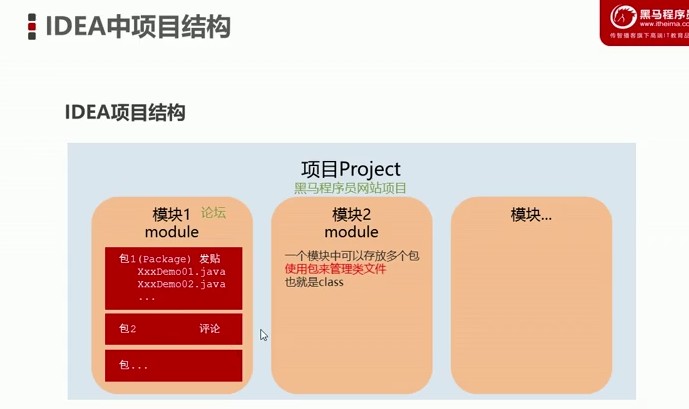 IDEA中项目结构
黑马程序员
www.itheima.com
传智播客旗下高端IT教育品
IDEA项目结构
项目Project
黑马程序员网站项目
模块1 论坛
module
包1(Package) 发贴
XxxDemo01.java
XxxDemo02.java
...
包2 评论
包...
模块2
module
一个模块中可以存放多个包
使用包来管理类文件
也就是class
模块...